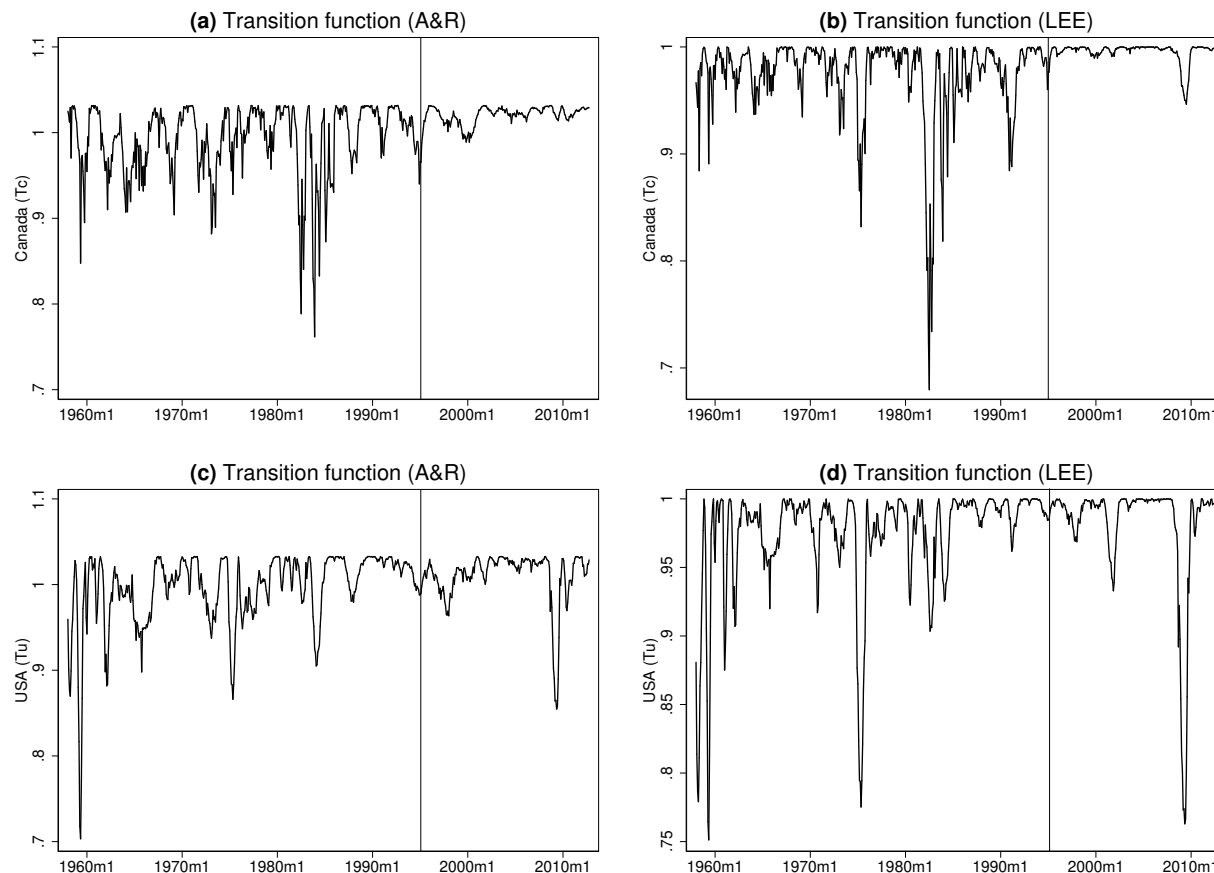 (a) Transition function (A&R)
Canada (Tc)
1.1
1
.9
.8
.7
1960m1 1970m1 1980m1 1990m1 2000m1 2010m1
(b) Transition function (LEE)
Canada (Tc)
1
.9
.8
.7
1960m1 1970m1 1980m1 1990m1 2000m1 2010m1
(c) Transition function (A&R)
USA (Tu)
1.1
1
.9
.8
.7
1960m1 1970m1 1980m1 1990m1 2000m1 2010m1
(d) Transition function (LEE)
USA (Tu)
1
.95
.9
.85
.8
.75
1960m1 1970m1 1980m1 1990m1 2000m1 2010m1